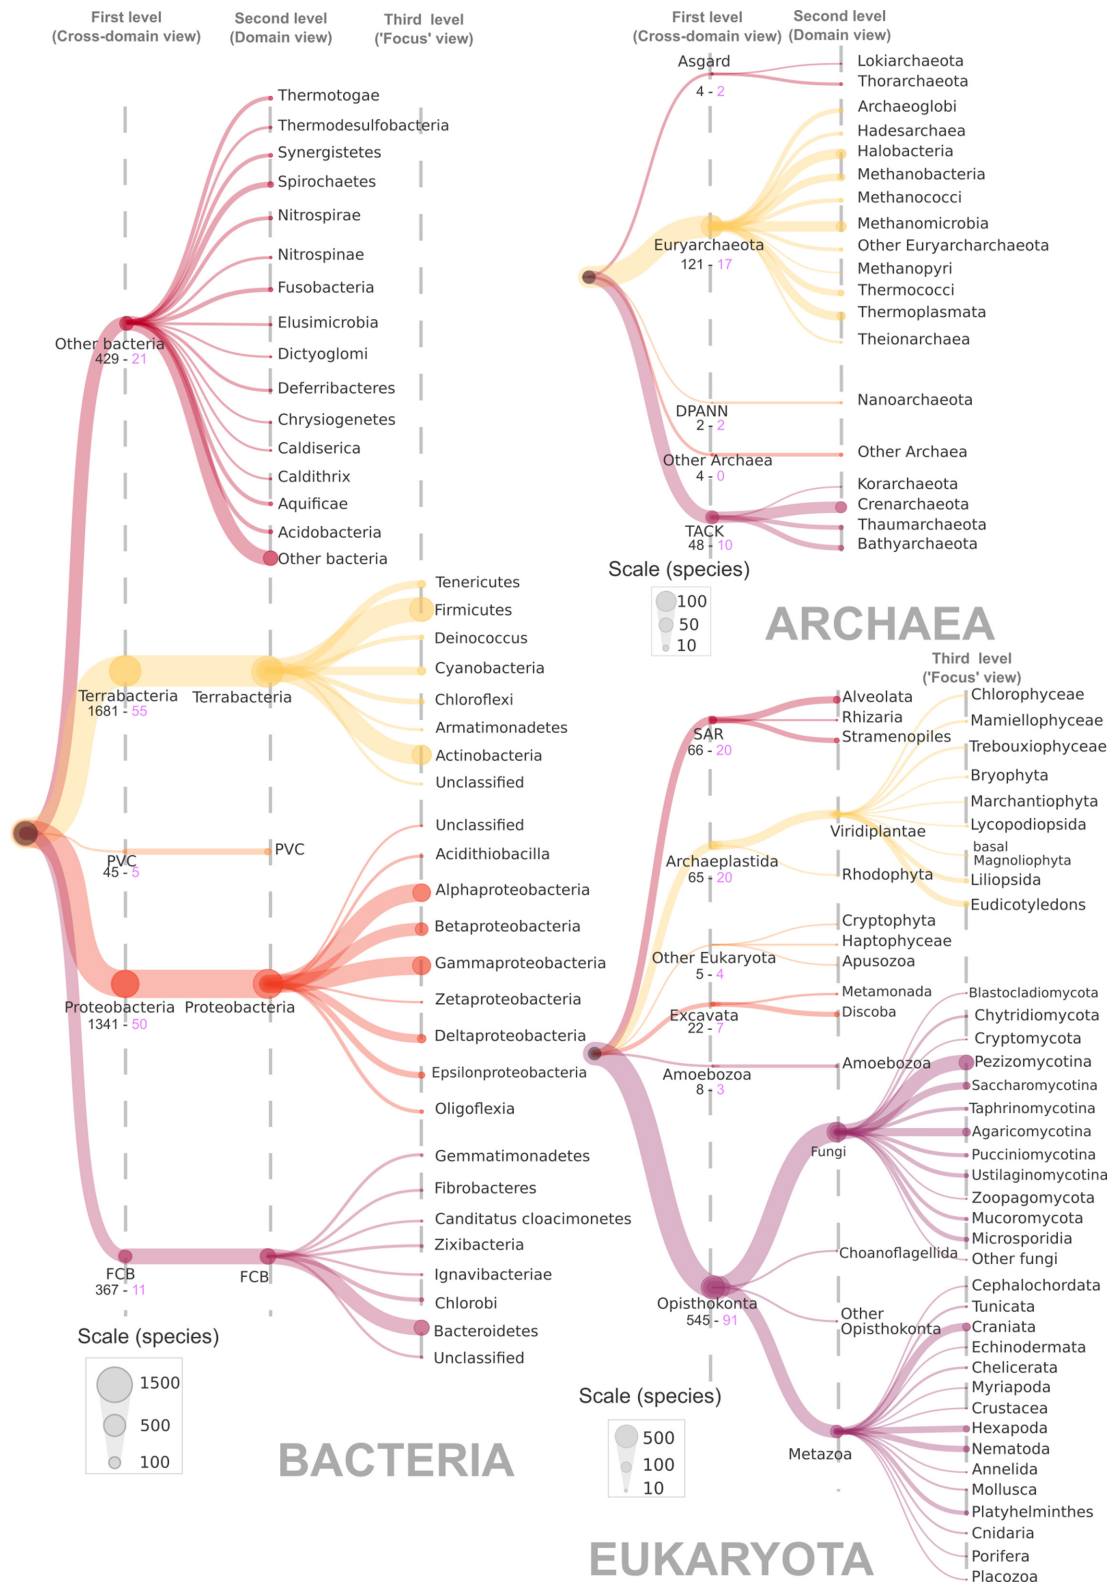 First level
(Cross-domain view)
Second level
(Domain view)
Third level
('Focus' view)
Thermotogae
Thermodesulfobacteria
Synergistetes
Spirochaetes
Nitrospirae
Nitrospinae
Fusobacteria
Elusimicrobia
Other bacteria
429 - 21
Dictyoglomi
Deferribacteres
Chrysiogenetes
Caldiserica
Caldithrix
Aquificae
Acidobacteria
Other bacteria
Tenericutes
Firmicutes
Deinococcus
Cyanobacteria
Terrabacteria
1681 - 55
Terrabacteria
Chloroflexi
Armatimonadetes
Actinobacteria
Unclassified
PVC
45 - 5
PVC
Unclassified
Acidithiobacilla
Alphaproteobacteria
Betaproteobacteria
Gammaproteobacteria
Proteobacteria
1341 - 50
Proteobacteria
Zetaproteobacteria
Deltaproteobacteria
Epsilonproteobacteria
Oligoflexia
Gemmatimonadetes
Fibrobacteres
Canditatus cloacimonetes
Zixibacteria
FCB
367 - 11
FCB
Ignavibacteriae
Chlorobi
Bacteroidetes
Unclassified
Scale (species)
1500
500
100
BACTERIA
First level
(Cross-domain view)
Second level
(Domain view)
Asgard
4 - 2
Lokiarchaeota
Thorarchaeota
Archaeoglobi
Hadesarchaea
Halobacteria
Methanobacteria
Methanococci
Methanomicrobia
Euryarchaeota
121 - 17
Other Euryarcharchaeota
Methanopyri
Thermococci
Thermoplasmata
Theionarchaea
DPANN
2 - 2
Nanoarchaeota
Other Archaea
4 - 0
Other Archaea
Korarchaeota
Crenarchaeota
TACK
48 - 10
Thaumarchaeota
Bathyarchaeota
Scale (species)
100
50
10
ARCHAEA
Third level
('Focus' view)
SAR
66 - 20
Alveolata
Rhizaria
Stramenopiles
Chlorophyceae
Mamiellophyceae
Trebouxiophyceae
Bryophyta
Marchantiophyta
Viridiplantae
Lycopodiopsida
basal
Magnoliophyta
Liliopsida
Eudicotyledons
Archaeplastida
65 - 20
Rhodophyta
Other Eukaryota
5 - 4
Cryptophyta
Haptophyceae
Apusozoa
Excavata
22 - 7
Metamonada
Discoba
Amoebozoa
8 - 3
Amoebozoa
Blastocladiomycota
Chytridiomycota
Cryptomycota
Pezizomycotina
Saccharomycotina
Taphrinomycotina
Agaricomycotina
Fungi
Pucciniomycotina
Ustilaginomycotina
Zoopagomycota
Mucoromycota
Microsporidia
Other fungi
Choanoflagellida
Opisthokonta
545 - 91
Other
Opisthokonta
Cephalochordata
Tunicata
Craniata
Echinodermata
Chelicerata
Myriapoda
Crustacea
Hexapoda
Metazoa
Nematoda
Annelida
Mollusca
Platyhelminthes
Cnidaria
Porifera
Placozoa
Scale (species)
500
100
10
EUKARYOTA